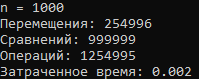 n = 1000
Перемещения: 254996
Сравнений: 999999
Операций: 1254995
Затраченное время: 0.002